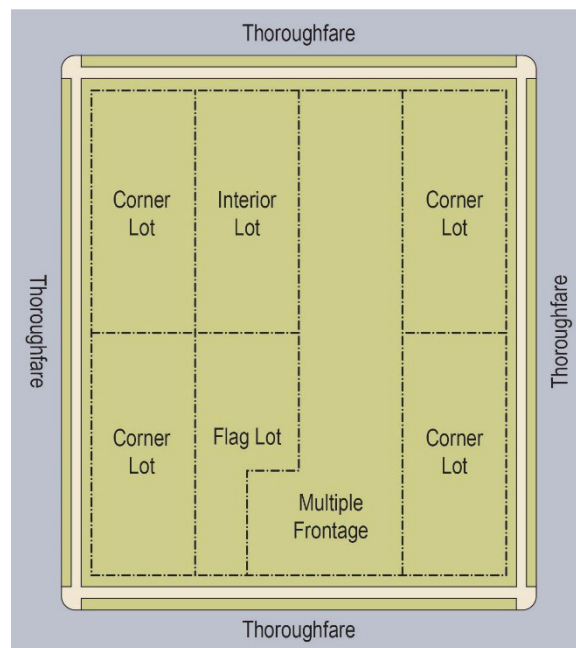 Thoroughfare
Corner
Lot
Interior
Lot
Corner
Lot
Thoroughfare
Thoroughfare
Corner
Lot
Flag Lot
Corner
Lot
Multiple
Frontage
Thoroughfare